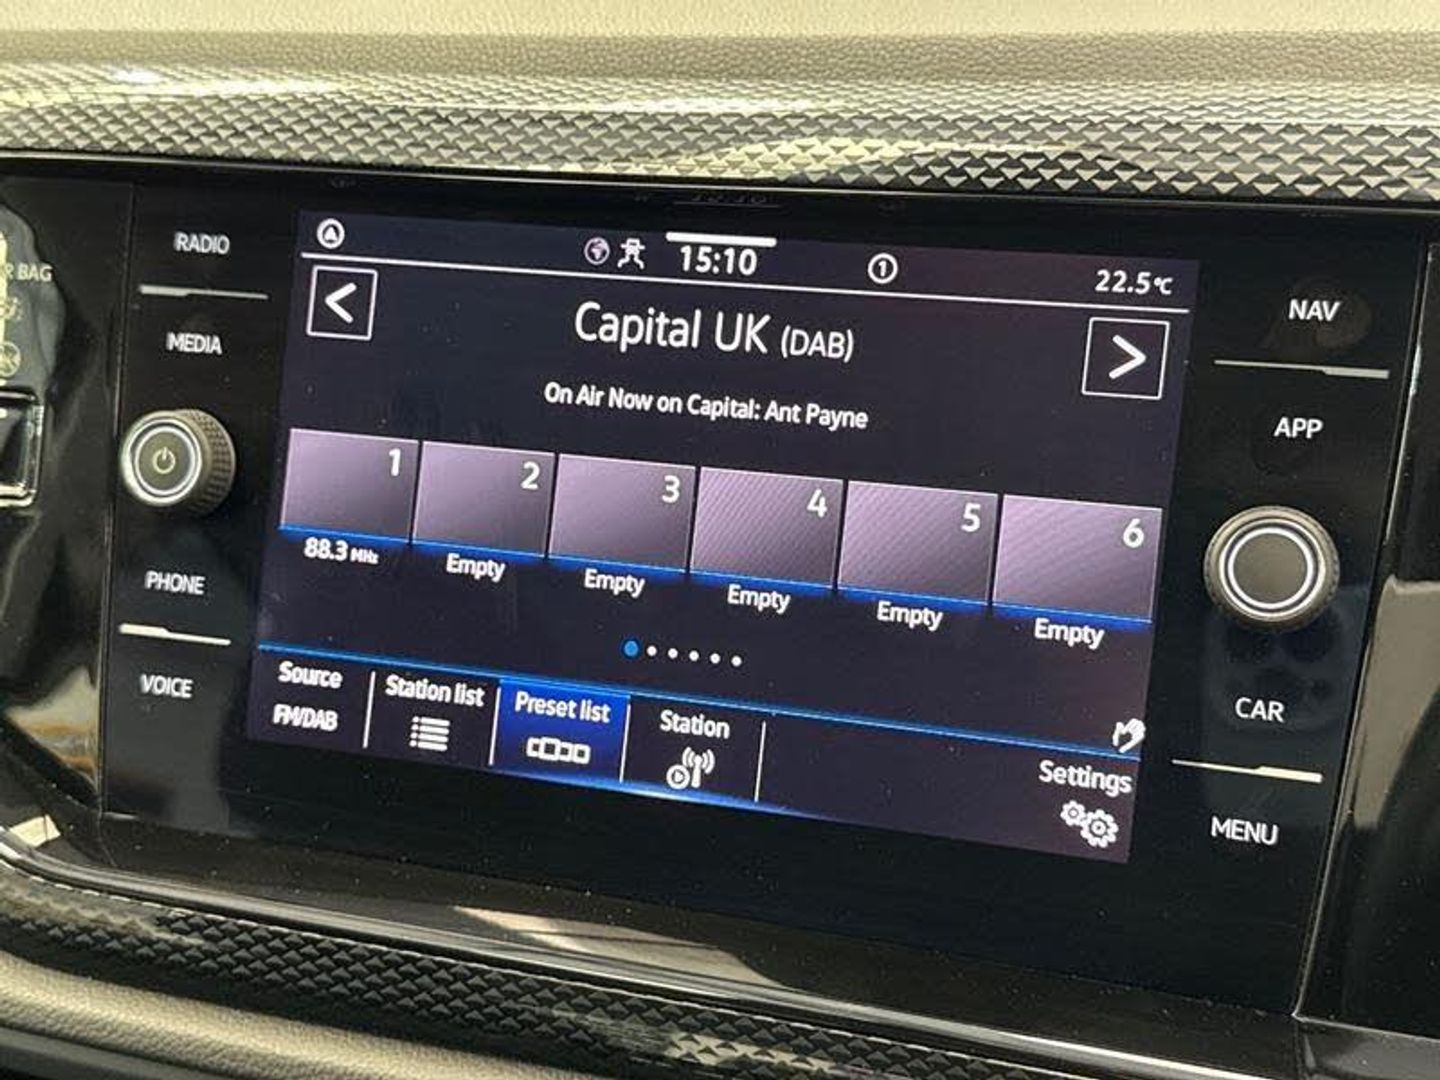 R BAG
RADIO
MEDIA
PHONE
VOICE
15:10
1
22.5°C
<
Capital UK (DAB)
>
On Air Now on Capital: Ant Payne
1 2 3 4 5 6
88.3 MHz Empty Empty Empty Empty Empty
Source Station list Preset list Station
FM/DAB
Settings
NAV
APP
CAR
MENU